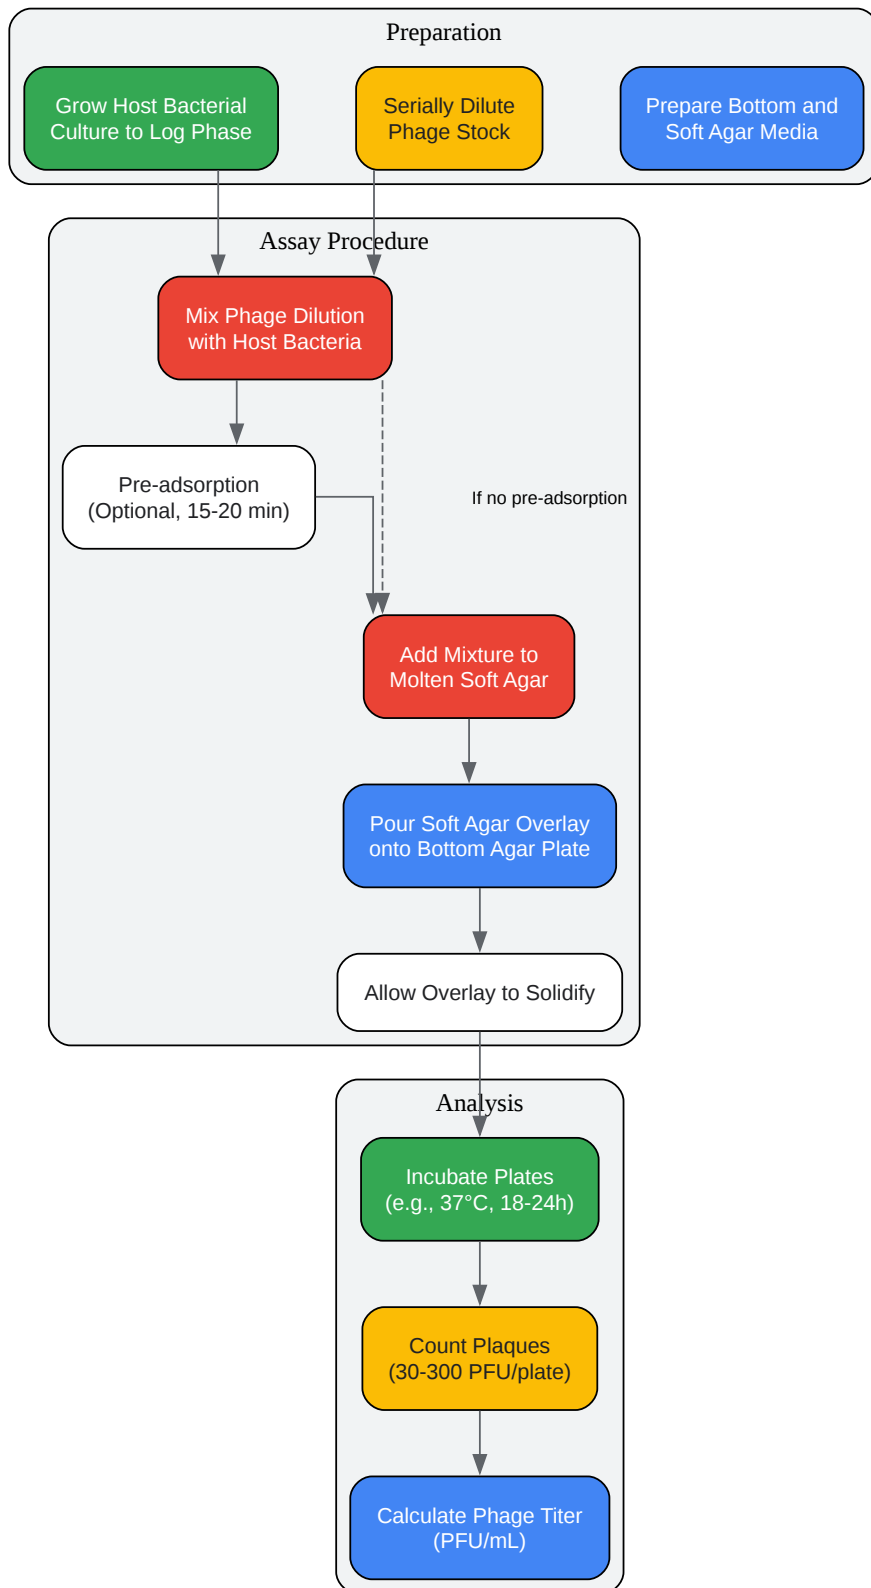 Preparation
Grow Host Bacterial
Culture to Log Phase
Serially Dilute
Phage Stock
Prepare Bottom and
Soft Agar Media
Assay Procedure
Mix Phage Dilution
with Host Bacteria
Pre-adsorption
(Optional, 15-20 min)
If no pre-adsorption
Add Mixture to
Molten Soft Agar
Pour Soft Agar Overlay
onto Bottom Agar Plate
Allow Overlay to Solidify
Analysis
Incubate Plates
(e.g., 37°C, 18-24h)
Count Plaques
(30-300 PFU/plate)
Calculate Phage Titer
(PFU/mL)